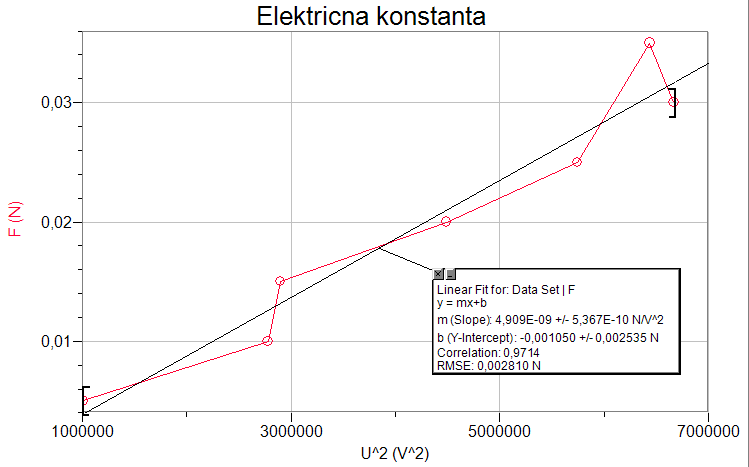 Elektricna konstanta
F (N)
0,03
0,02
0,01
Linear Fit for: Data Set | F
y = mx+b
m (Slope): 4,909E-09 +/- 5,367E-10 N/V^2
b (Y-Intercept): -0,001050 +/- 0,002535 N
Correlation: 0,9714
RMSE: 0,002810 N
1000000 3000000 5000000 7000000
U^2 (V^2)